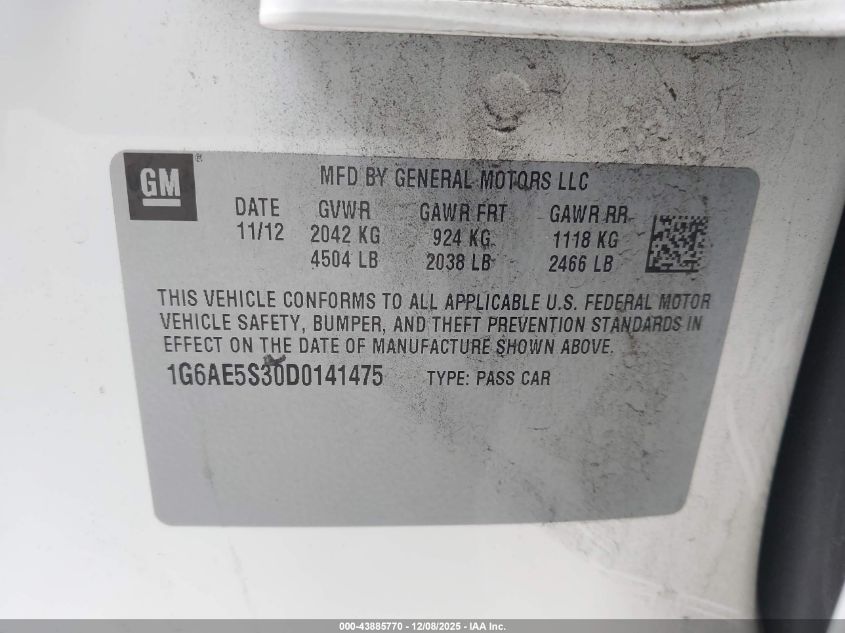 GM ®
MFD BY GENERAL MOTORS LLC
DATE GVWR GAWR FRT GAWR RR
11/12 2042 KG 924 KG 1118 KG
4504 LB 2038 LB 2466 LB
THIS VEHICLE CONFORMS TO ALL APPLICABLE U.S. FEDERAL MOTOR
VEHICLE SAFETY, BUMPER, AND THEFT PREVENTION STANDARDS IN
EFFECT ON THE DATE OF MANUFACTURE SHOWN ABOVE.
1G6AE5S30D0141475 TYPE: PASS CAR
000-43885770 - 12/08/2025 - IAA Inc.